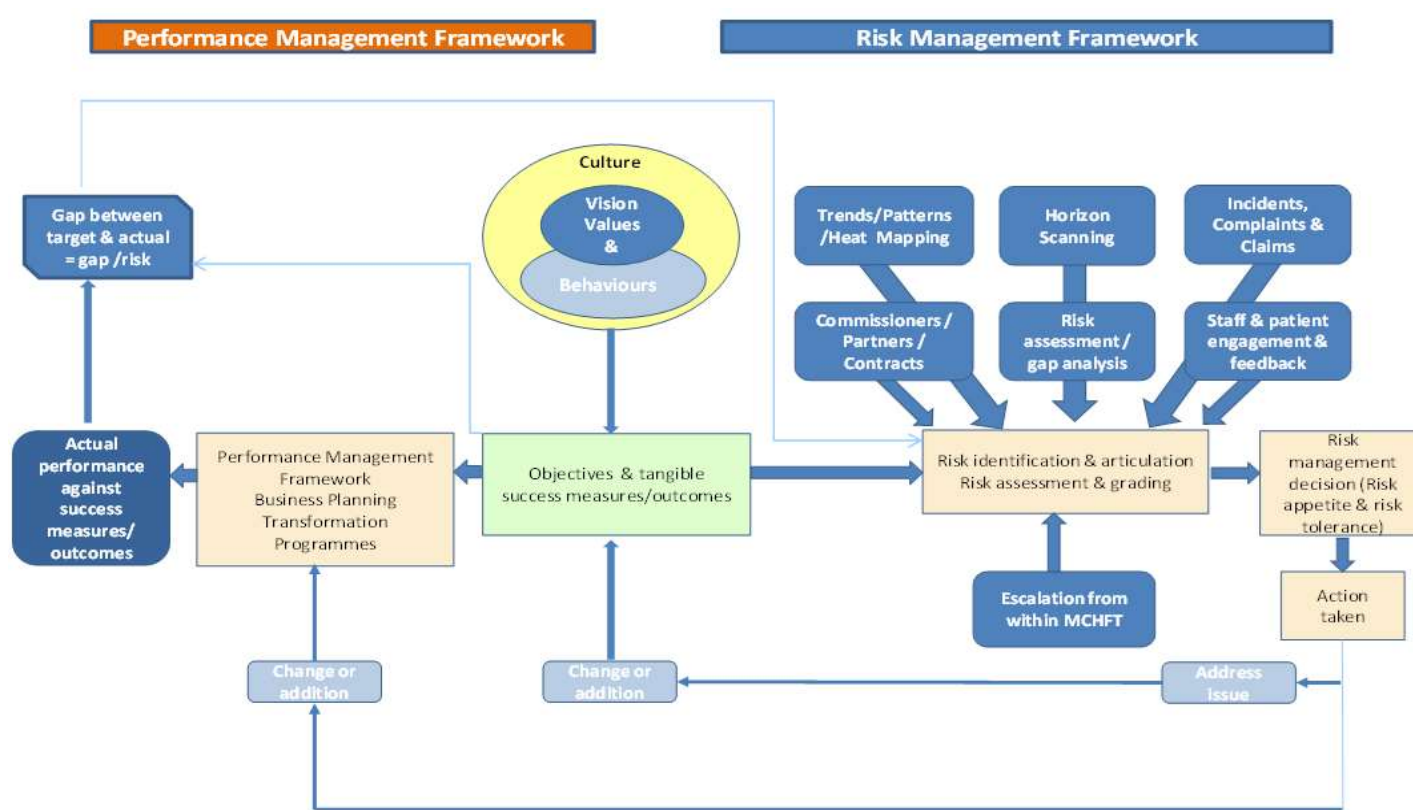 Performance Management Framework
Risk Management Framework
Culture
Vision
Values
&
Behaviours
Gap between
target & actual
= gap /risk
Trends/Patterns
/Heat Mapping
Horizon
Scanning
Incidents,
Complaints &
Claims
Commissioners /
Partners /
Contracts
Risk
assessment /
gap analysis
Staff & patient
engagement &
feedback
Actual
performance
against
success
measures/
outcomes
Performance Management
Framework
Business Planning
Transformation
Programmes
Objectives & tangible
success measures/outcomes
Risk identification & articulation
Risk assessment & grading
Risk
management
decision (Risk
appetite & risk
tolerance)
Escalation from
within MCHFT
Action
taken
Change or
addition
Change or
addition
Address
issue